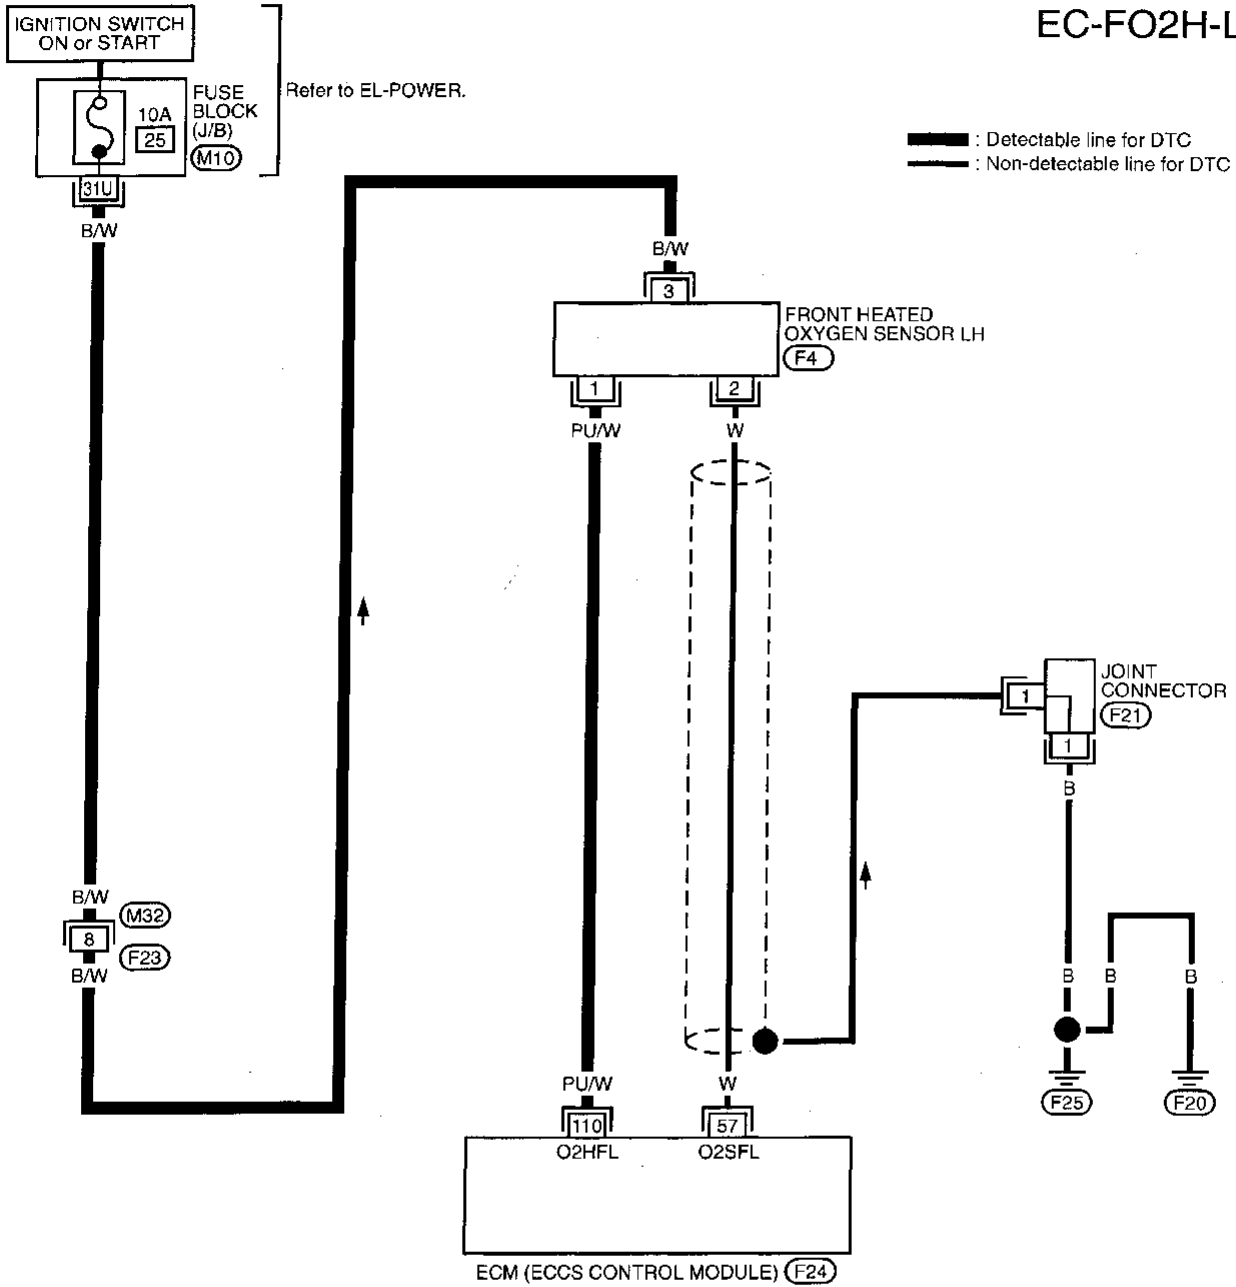 EC-FO2H-L
IGNITION SWITCH
ON or START
FUSE
BLOCK
(J/B)
M10
10A
25
31U
Refer to EL-POWER.
: Detectable line for DTC
: Non-detectable line for DTC
B/W
B/W
3
FRONT HEATED
OXYGEN SENSOR LH
F4
1
2
PU/W
W
JOINT
CONNECTOR
F21
1
1
B
B/W
M32
8
F23
B/W
B
B
B
F25
F20
PU/W
W
110
57
O2HFL
O2SFL
ECM (ECCS CONTROL MODULE) F24